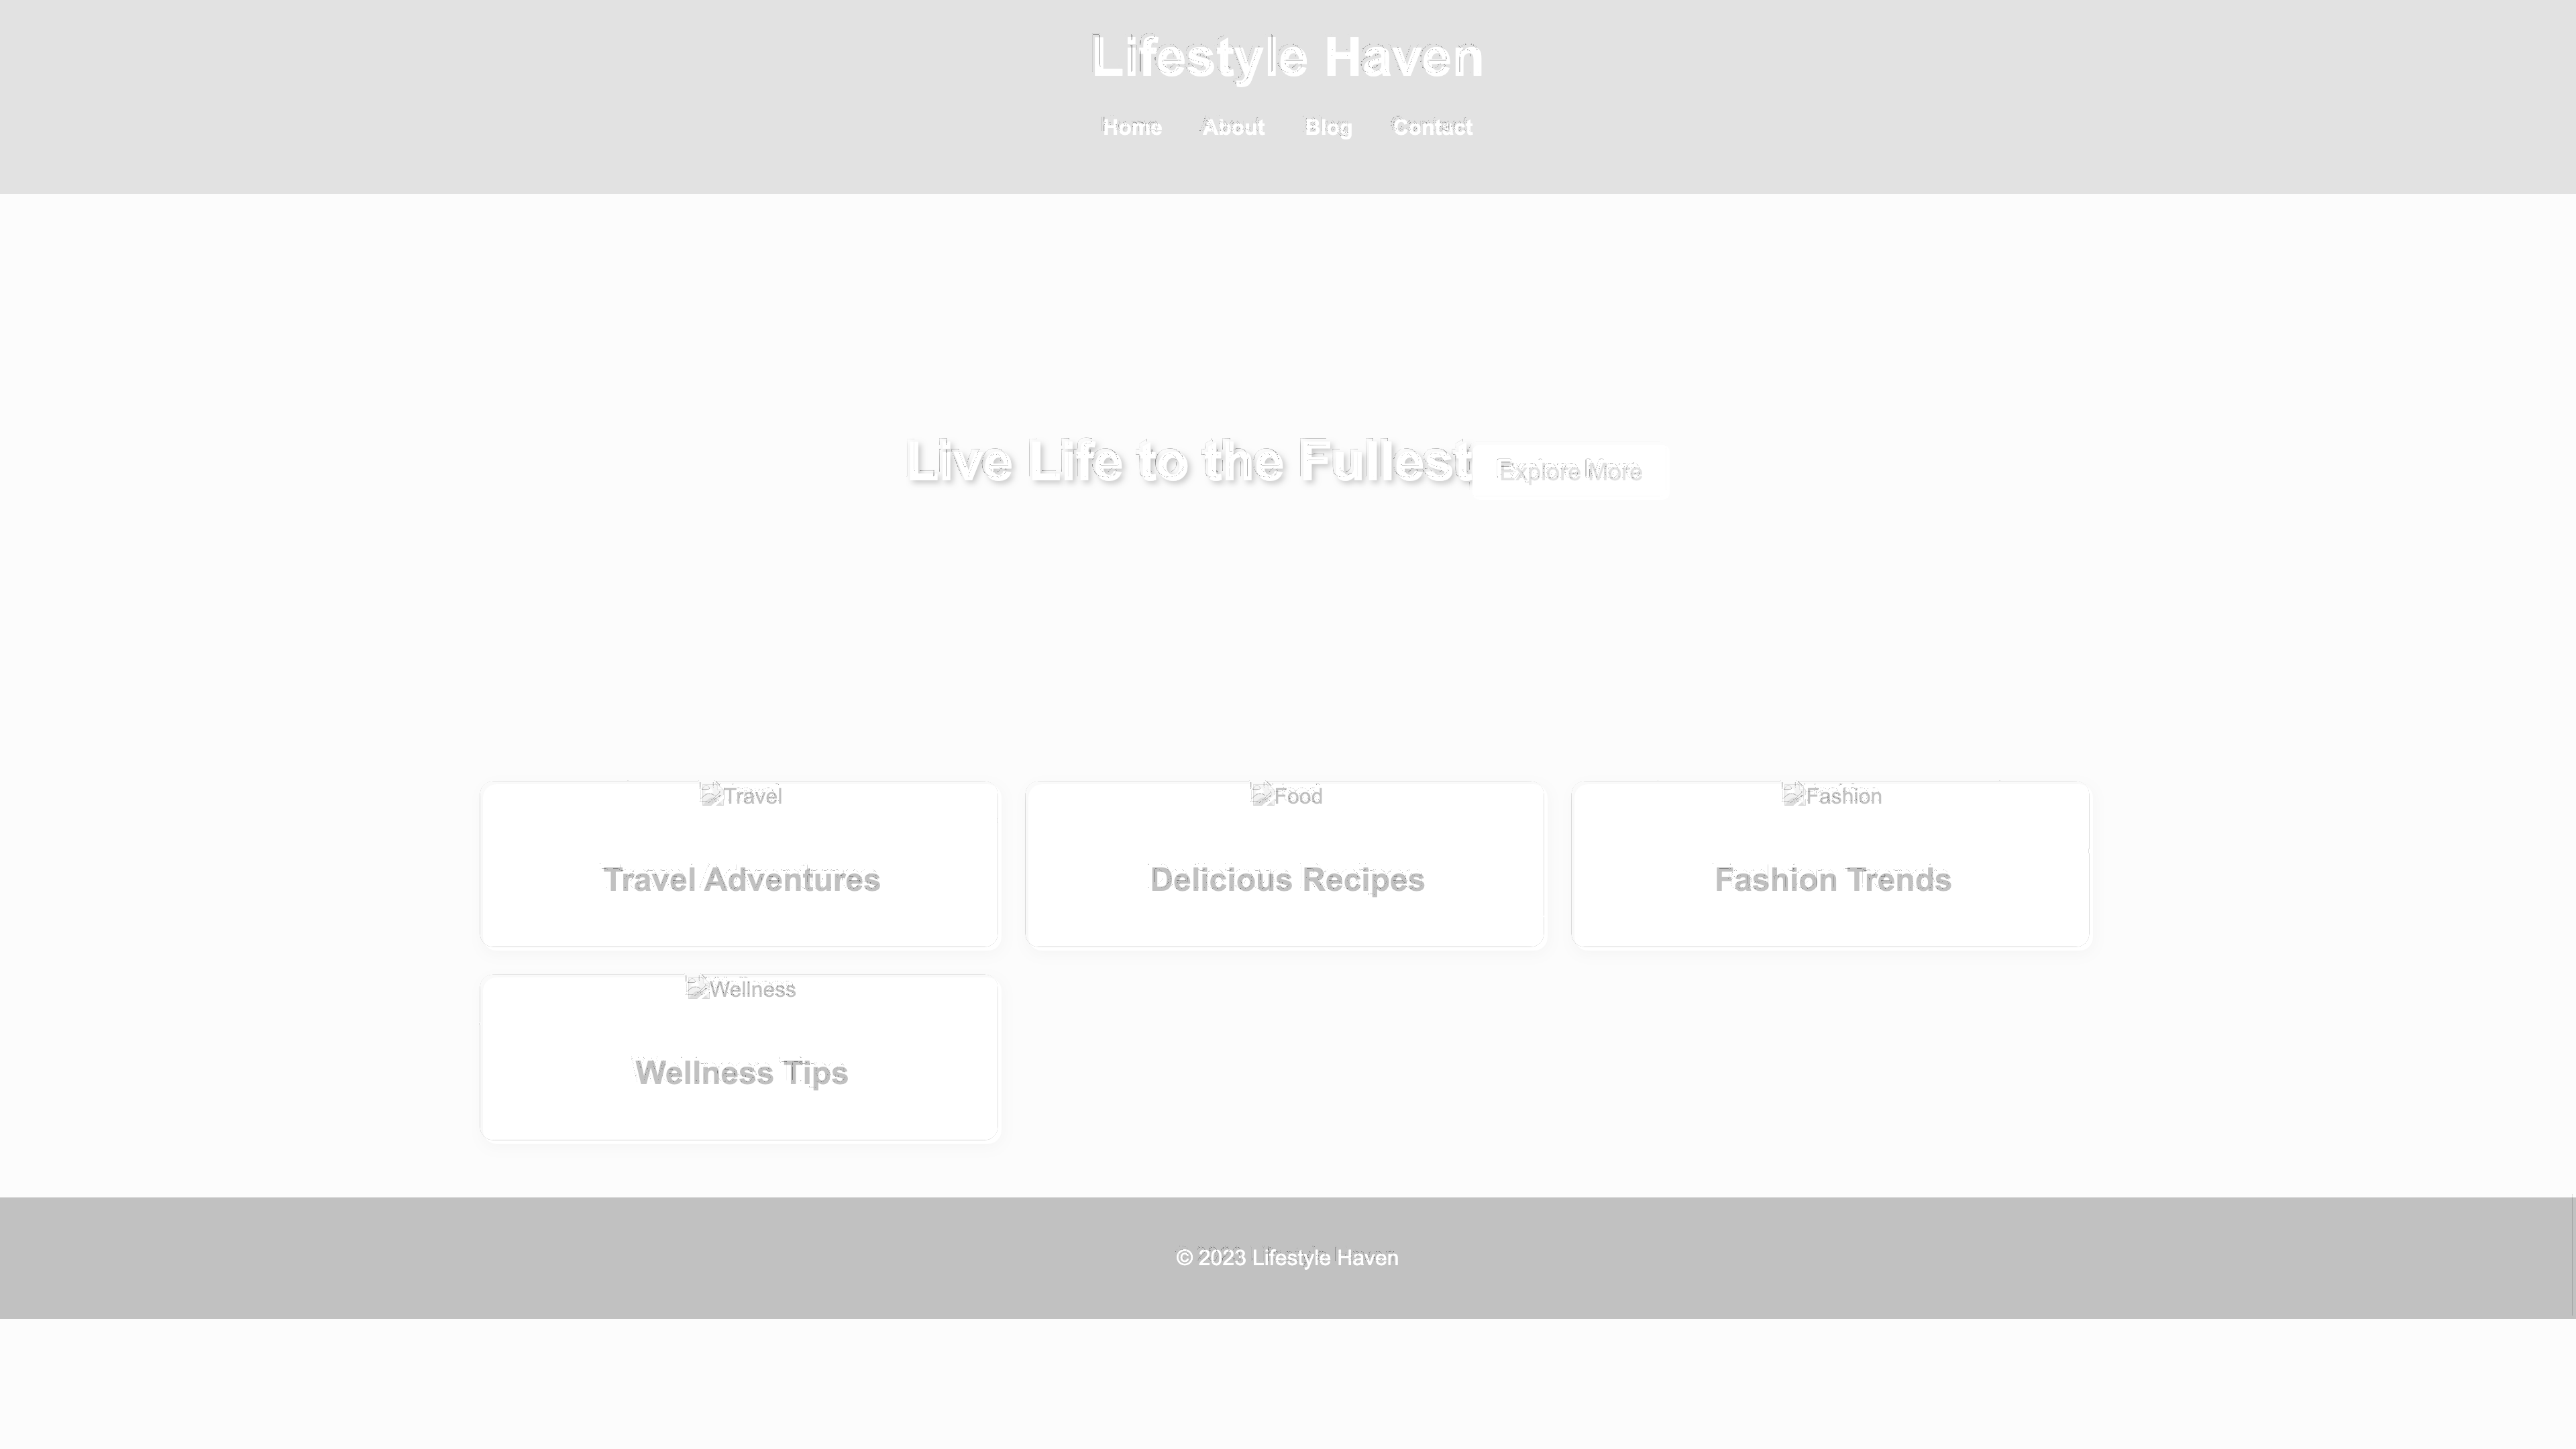 Lifestyle Haven
Home About Blog Contact
Live Life to the Fullest
Explore More
Travel
Food
Fashion
Travel Adventures
Delicious Recipes
Fashion Trends
Wellness
Wellness Tips
© 2023 Lifestyle Haven